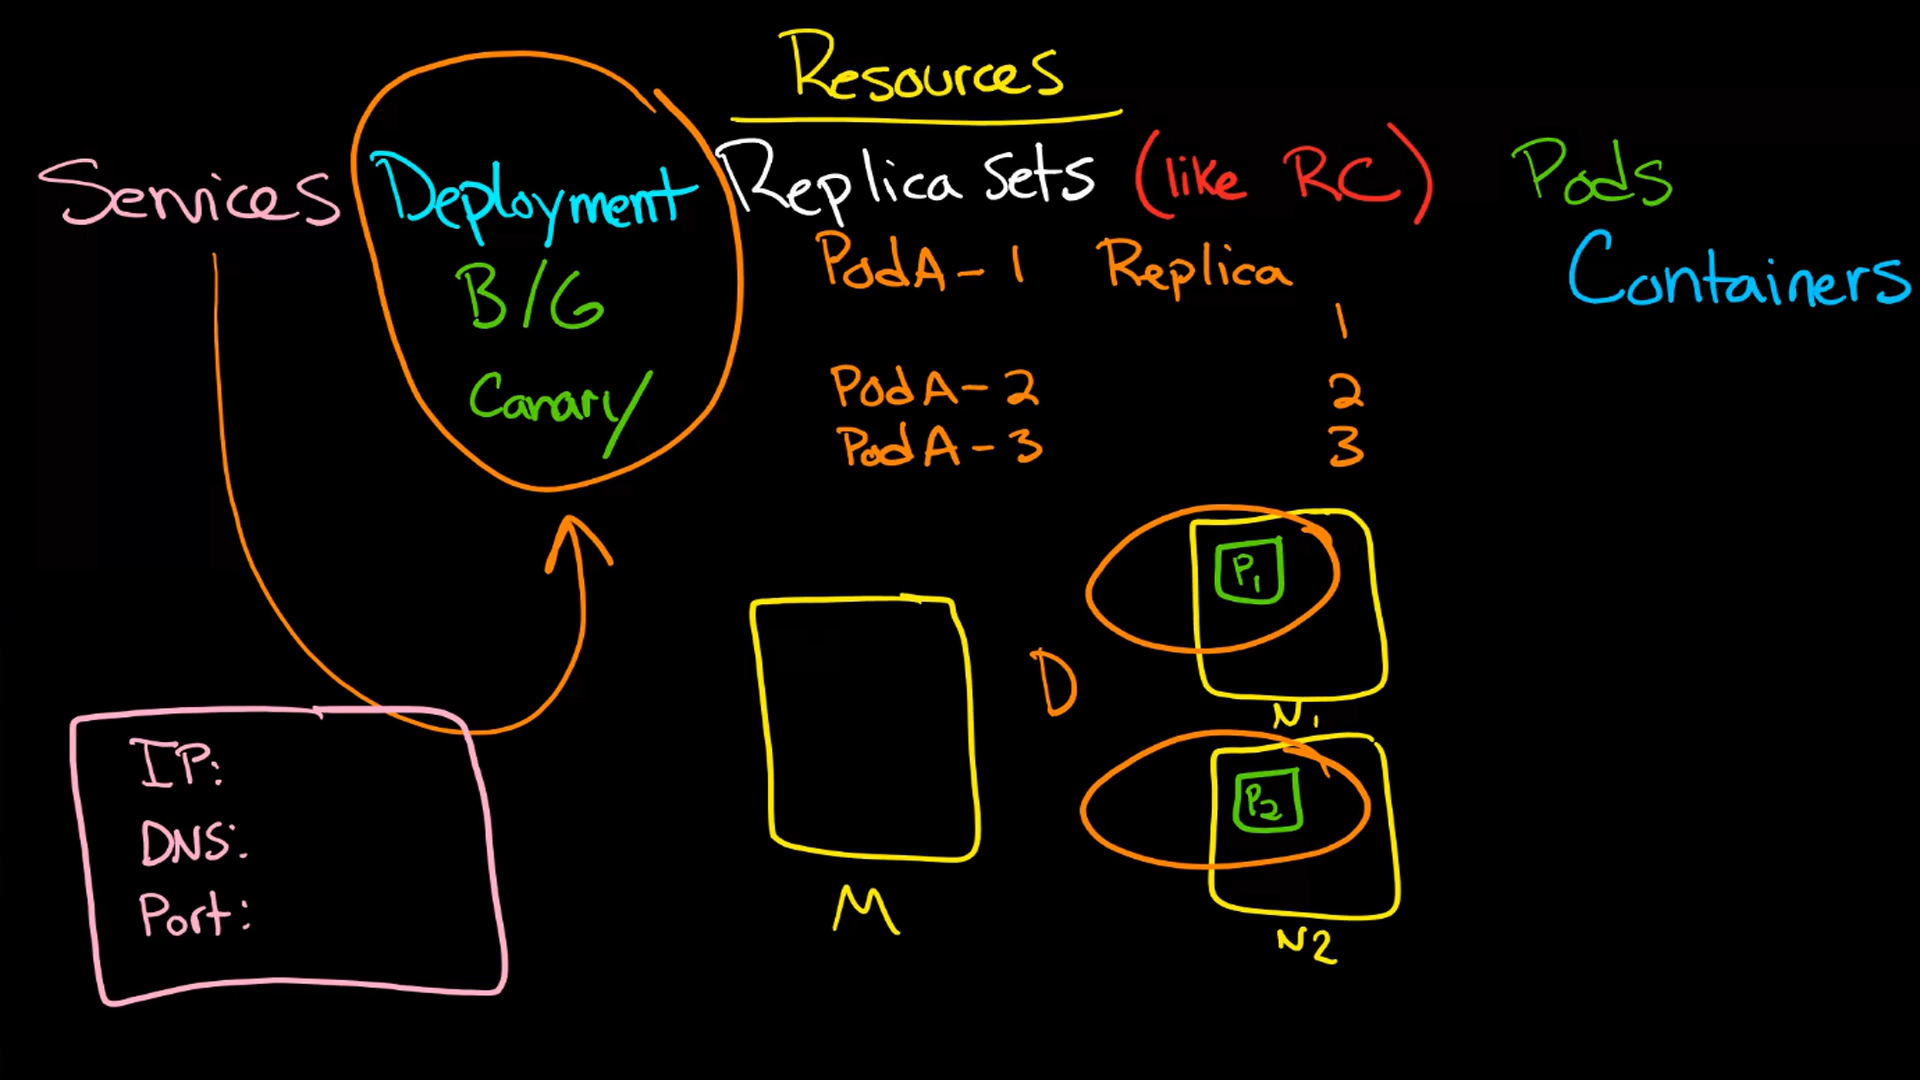 Resources
Services Deployment Replica Sets (like RC) Pods
B/G
Canary
PodA-1 Replica
1
PodA-2 2
PodA-3 3
Containers
IP:
DNS:
Port:
M
D
P1
N1
P2
N2